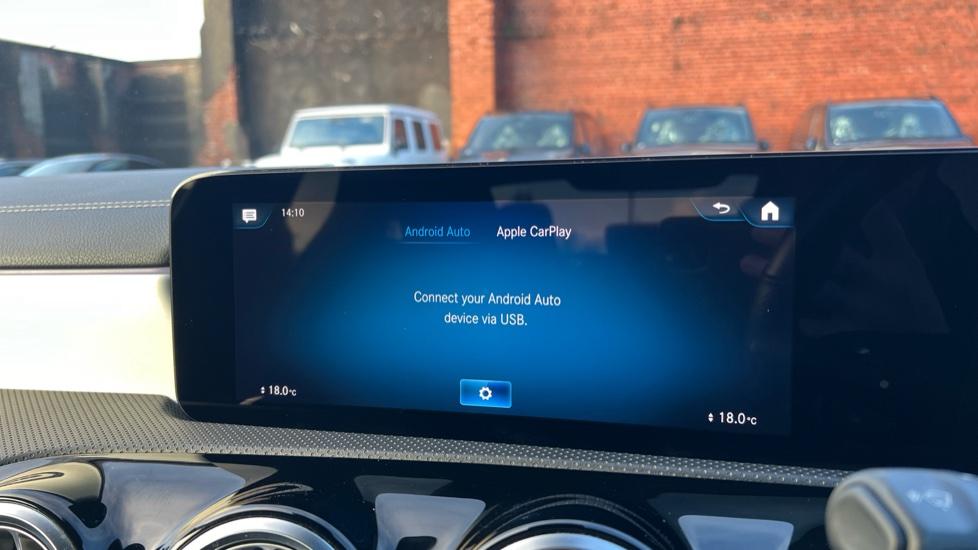 14:10
Android Auto Apple CarPlay
Connect your Android Auto
device via USB.
18.0°C
18.0°C